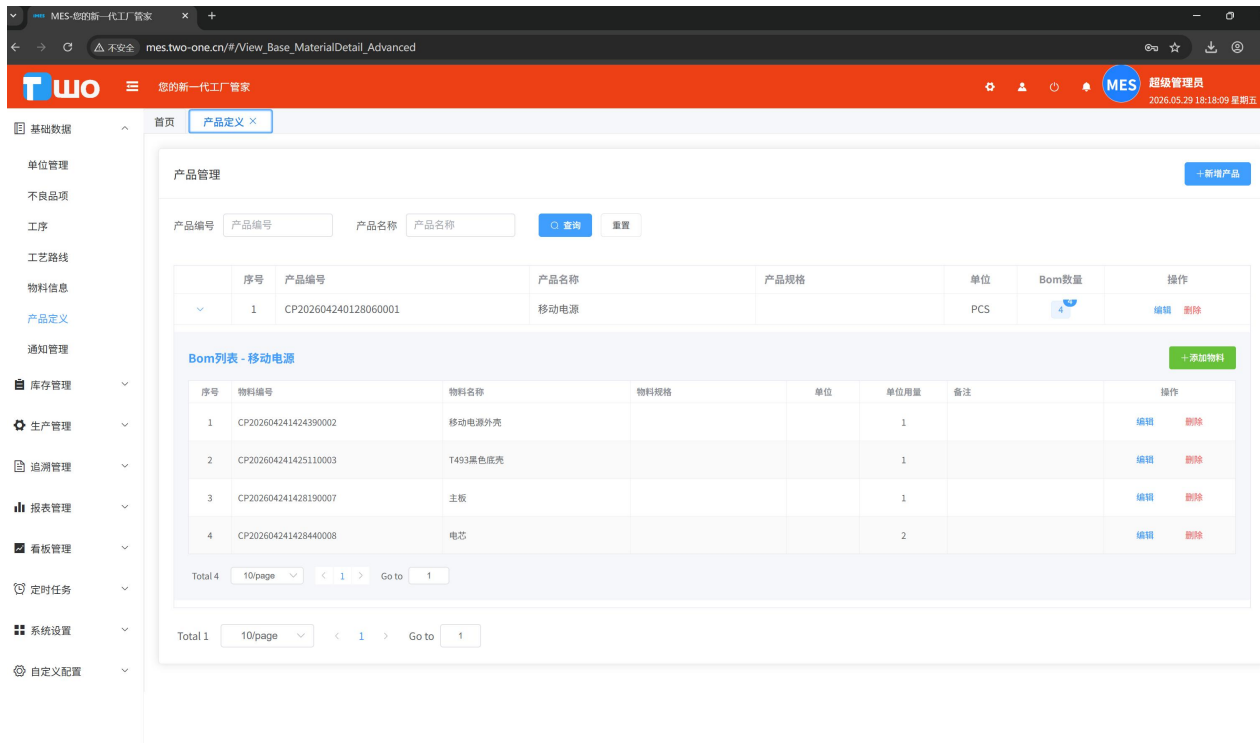 iMES MES-您的新一代工厂管家
不安全 mes.two-one.cn/#/View_Base_MaterialDetail_Advanced
Two 您的新一代工厂管家 MES 超级管理员
2026.05.29 18:18:09 星期五
首页 产品定义
基础数据
单位管理
不良品项
工序
工艺路线
物料信息
产品定义
通知管理
库存管理
生产管理
追溯管理
报表管理
看板管理
定时任务
系统设置
自定义配置
产品管理 +新增产品
产品编号 产品编号 产品名称 产品名称 查询 重置
序号 产品编号 产品名称 产品规格 单位 Bom数量 操作
1 CP202604240128060001 移动电源 PCS 4 4 编辑 删除
Bom列表 - 移动电源 +添加物料
序号 物料编号 物料名称 物料规格 单位 单位用量 备注 操作
1 CP202604241424390002 移动电源外壳 1 编辑 删除
2 CP202604241425110003 T493黑色底壳 1 编辑 删除
3 CP202604241428190007 主板 1 编辑 删除
4 CP202604241428440008 电芯 2 编辑 删除
Total 4 10/page < 1 > Go to 1
Total 1 10/page < 1 > Go to 1